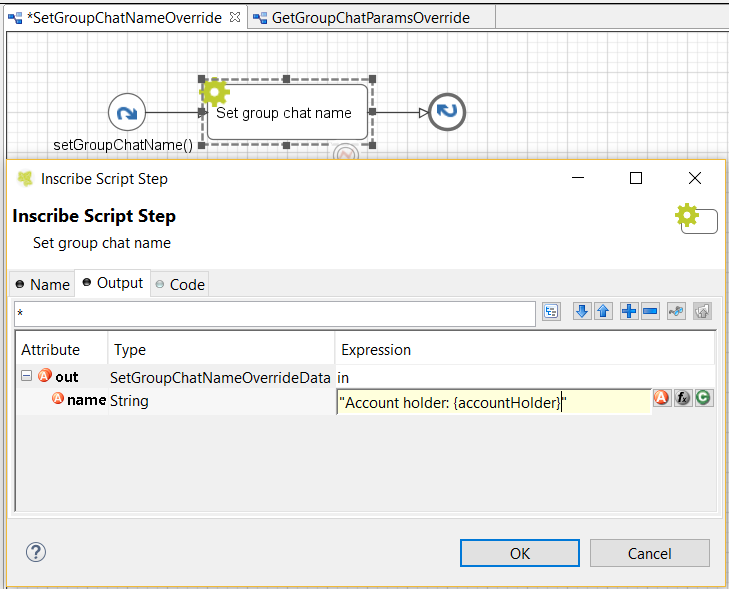 *SetGroupChatNameOverride GetGroupChatParamsOverride
Set group chat name
setGroupChatName()
Inscribe Script Step
Inscribe Script Step
Set group chat name
Name Output Code
*
Attribute Type Expression
A out SetGroupChatNameOverrideData in
A name String "Account holder: {accountHolder}" A fx C
? OK Cancel